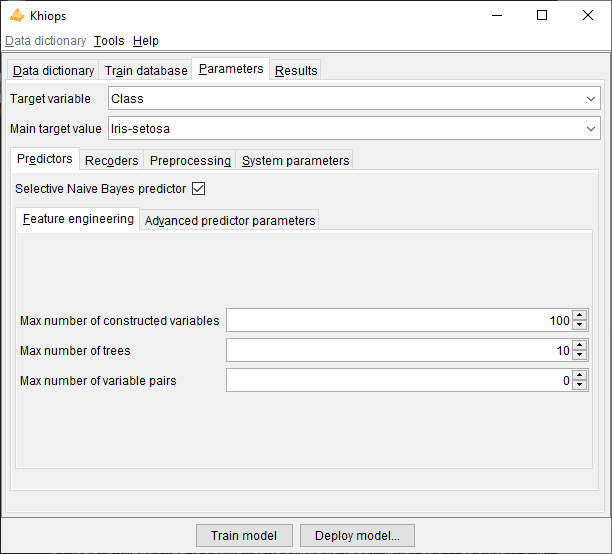 Khiops
Data dictionary Tools Help
Data dictionary Train database Parameters Results
Target variable Class
Main target value Iris-setosa
Predictors Recoders Preprocessing System parameters
Selective Naive Bayes predictor
Feature engineering Advanced predictor parameters
Max number of constructed variables 100
Max number of trees 10
Max number of variable pairs 0
Train model Deploy model...